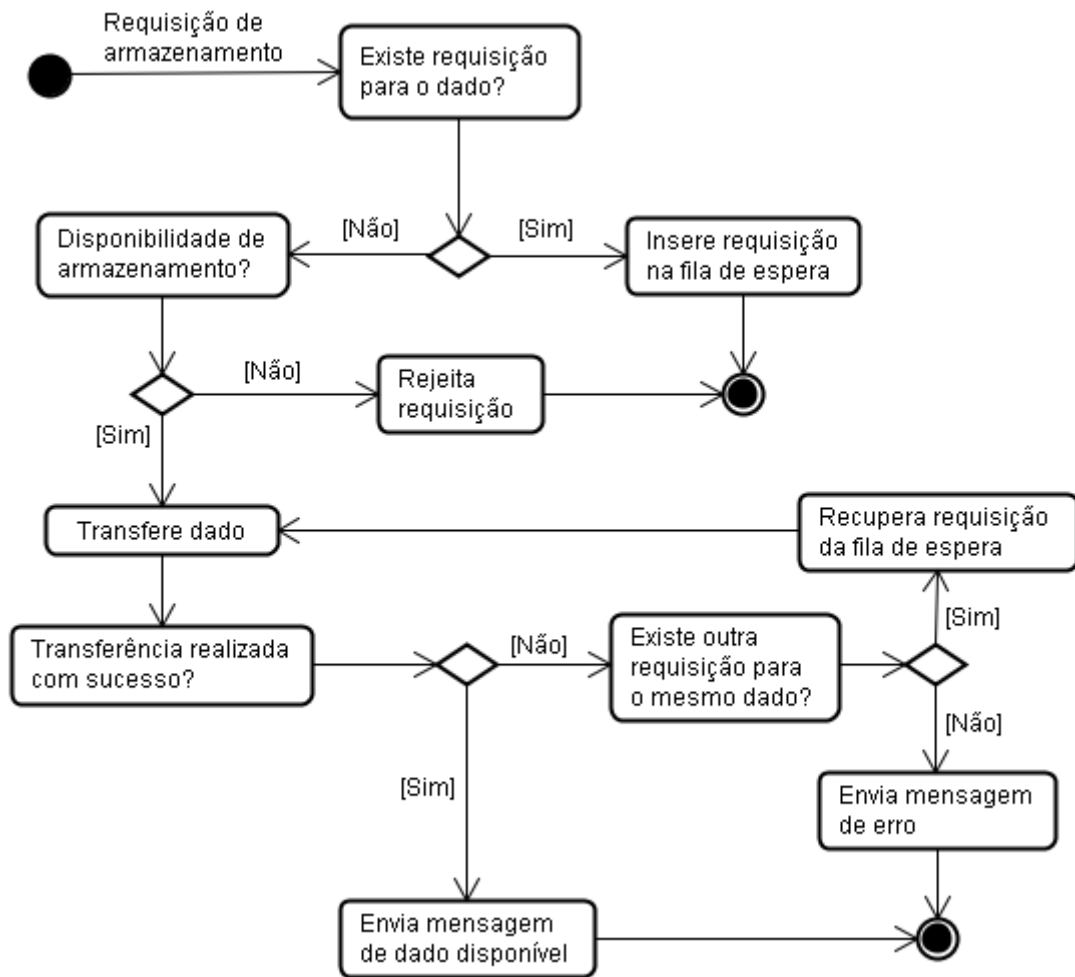 Requisição de
armazenamento
Existe requisição
para o dado?
Disponibilidade de
armazenamento?
[Não]
[Sim]
Insere requisição
na fila de espera
[Não]
Rejeita
requisição
[Sim]
Transfere dado
Recupera requisição
da fila de espera
Transferência realizada
com sucesso?
[Não]
Existe outra
requisição para
o mesmo dado?
[Sim]
[Não]
[Sim]
Envia mensagem
de erro
Envia mensagem
de dado disponível